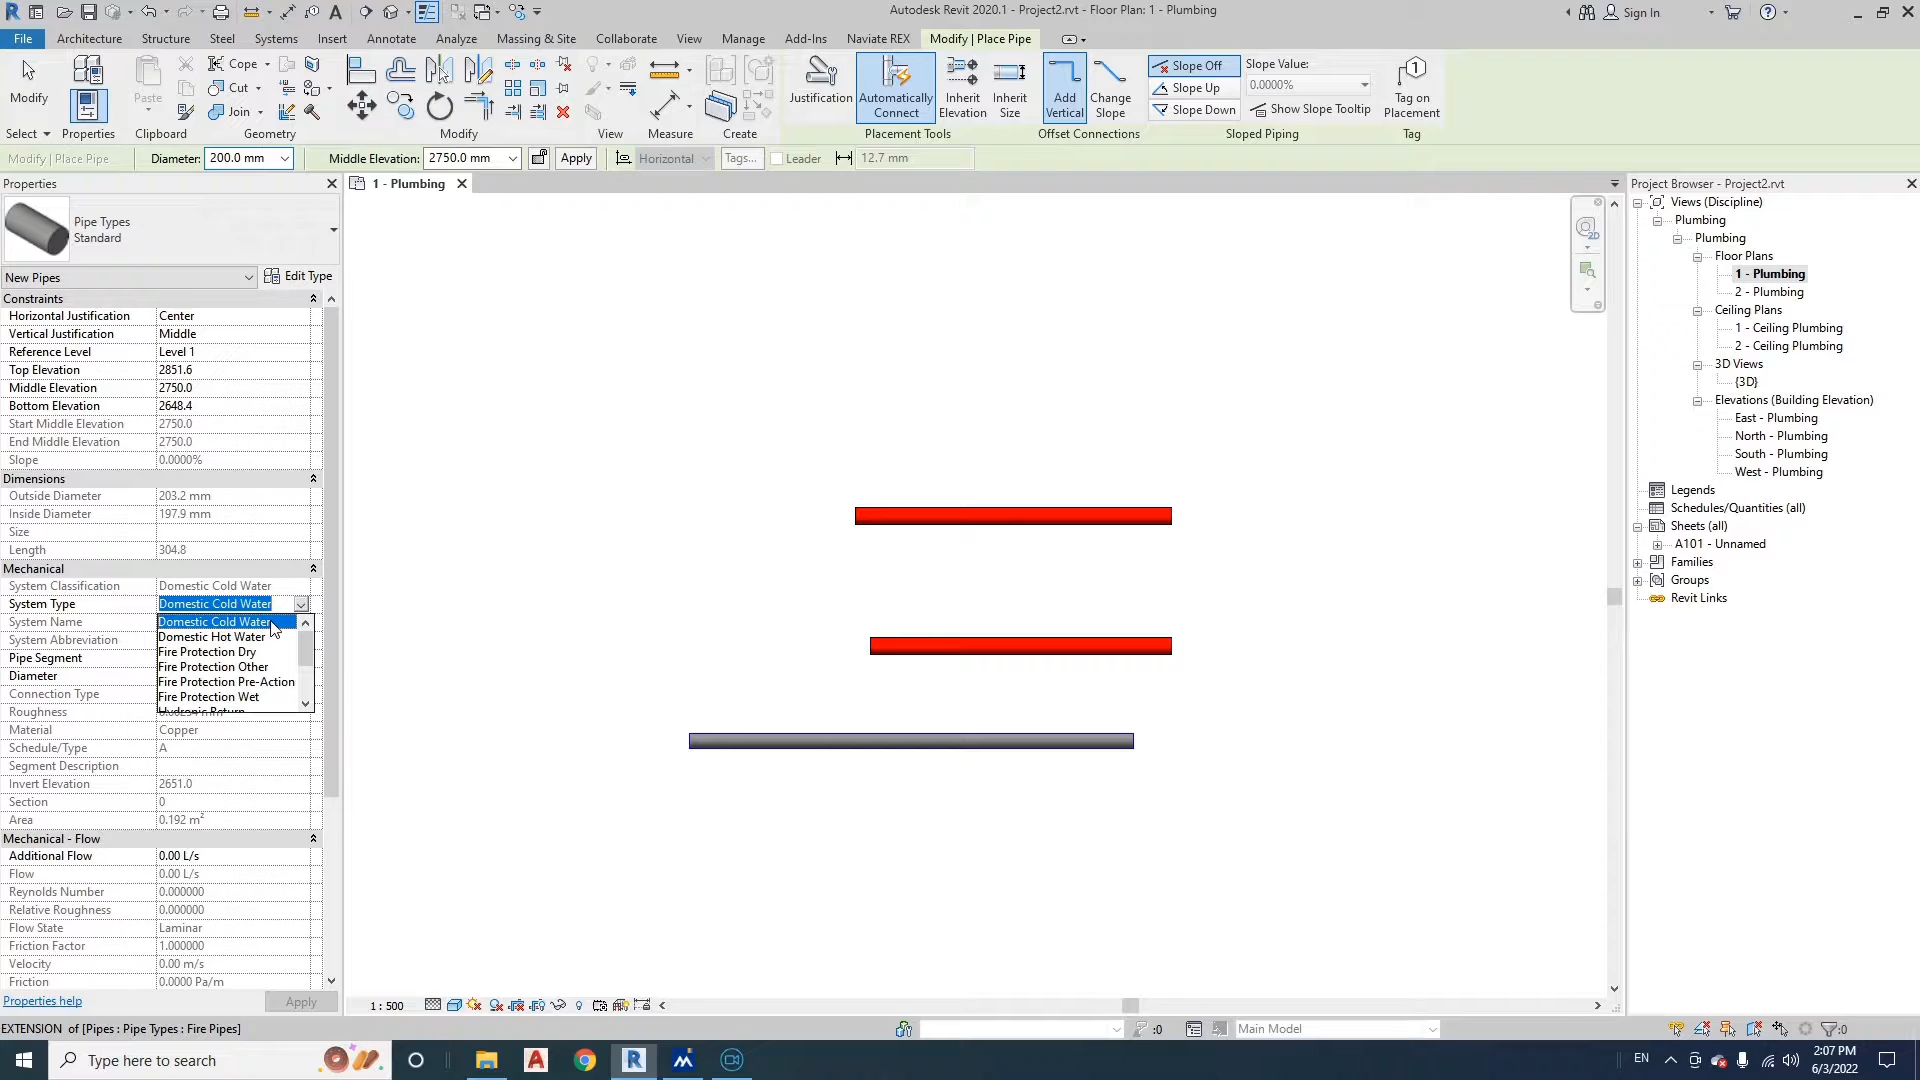 Autodesk Revit 2020.1 - Project2.rvt - Floor Plan: 1 - Plumbing
Sign In
File Architecture Structure Steel Systems Insert Annotate Analyze Massing & Site Collaborate View Manage Add-Ins Naviate REX Modify | Place Pipe
Modify
Select
Properties
Paste
Clipboard
Cope
Cut
Join
Geometry
Modify
View
Measure
Create
Justification
Automatically Connect
Inherit Elevation
Inherit Size
Placement Tools
Add Vertical
Change Slope
Offset Connections
Slope Off
Slope Up
Slope Down
Slope Value:
0.0000%
Show Slope Tooltip
Sloped Piping
Tag on Placement
Tag
Modify | Place Pipe Diameter: 200.0 mm Middle Elevation: 2750.0 mm Apply Horizontal Tags... Leader 12.7 mm
Properties
Pipe Types
Standard
New Pipes Edit Type
Constraints
Horizontal Justification Center
Vertical Justification Middle
Reference Level Level 1
Top Elevation 2851.6
Middle Elevation 2750.0
Bottom Elevation 2648.4
Start Middle Elevation 2750.0
End Middle Elevation 2750.0
Slope 0.0000%
Dimensions
Outside Diameter 203.2 mm
Inside Diameter 197.9 mm
Size
Length 304.8
Mechanical
System Classification Domestic Cold Water
System Type Domestic Cold Water
System Name
System Abbreviation
Pipe Segment
Diameter
Connection Type
Domestic Cold Water
Domestic Hot Water
Fire Protection Dry
Fire Protection Other
Fire Protection Pre-Action
Fire Protection Wet
Hydronic Return
Roughness
Material Copper
Schedule/Type A
Segment Description
Invert Elevation 2651.0
Section 0
Area 0.192 m²
Mechanical - Flow
Additional Flow 0.00 L/s
Flow 0.00 L/s
Reynolds Number 0.000000
Relative Roughness 0.000000
Flow State Laminar
Friction Factor 1.000000
Velocity 0.00 m/s
Friction 0.0000 Pa/m
Properties help Apply
1 - Plumbing
2D
1 : 500
Project Browser - Project2.rvt
Views (Discipline)
Plumbing
Plumbing
Floor Plans
1 - Plumbing
2 - Plumbing
Ceiling Plans
1 - Ceiling Plumbing
2 - Ceiling Plumbing
3D Views
{3D}
Elevations (Building Elevation)
East - Plumbing
North - Plumbing
South - Plumbing
West - Plumbing
Legends
Schedules/Quantities (all)
Sheets (all)
A101 - Unnamed
Families
Groups
Revit Links
EXTENSION of [Pipes : Pipe Types : Fire Pipes] :0 Main Model :0
Type here to search
EN
2:07 PM
6/3/2022